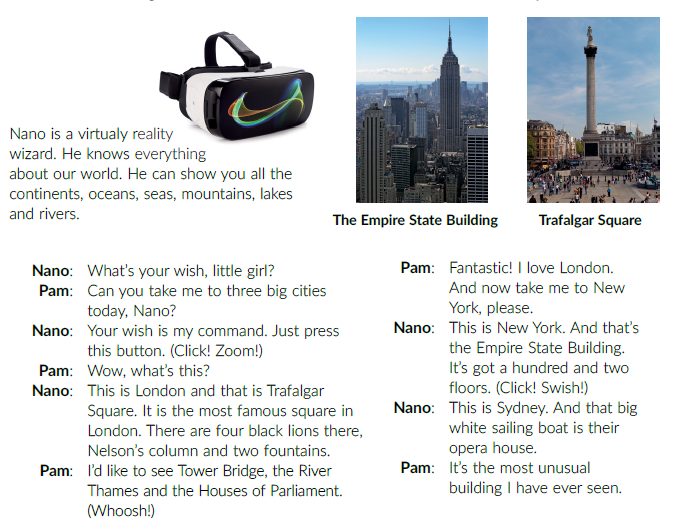 Nano is a virtualy reality
wizard. He knows everything
about our world. He can show you all the
continents, oceans, seas, mountains, lakes
and rivers.
The Empire State Building
Trafalgar Square
Nano: What's your wish, little girl?
Pam: Can you take me to three big cities
today, Nano?
Nano: Your wish is my command. Just press
this button. (Click! Zoom!)
Pam: Wow, what's this?
Nano: This is London and that is Trafalgar
Square. It is the most famous square in
London. There are four black lions there,
Nelson's column and two fountains.
Pam: I'd like to see Tower Bridge, the River
Thames and the Houses of Parliament.
(Whoosh!)
Pam: Fantastic! I love London.
And now take me to New
York, please.
Nano: This is New York. And that's
the Empire State Building.
It's got a hundred and two
floors. (Click! Swish!)
Nano: This is Sydney. And that big
white sailing boat is their
opera house.
Pam: It's the most unusual
building I have ever seen.